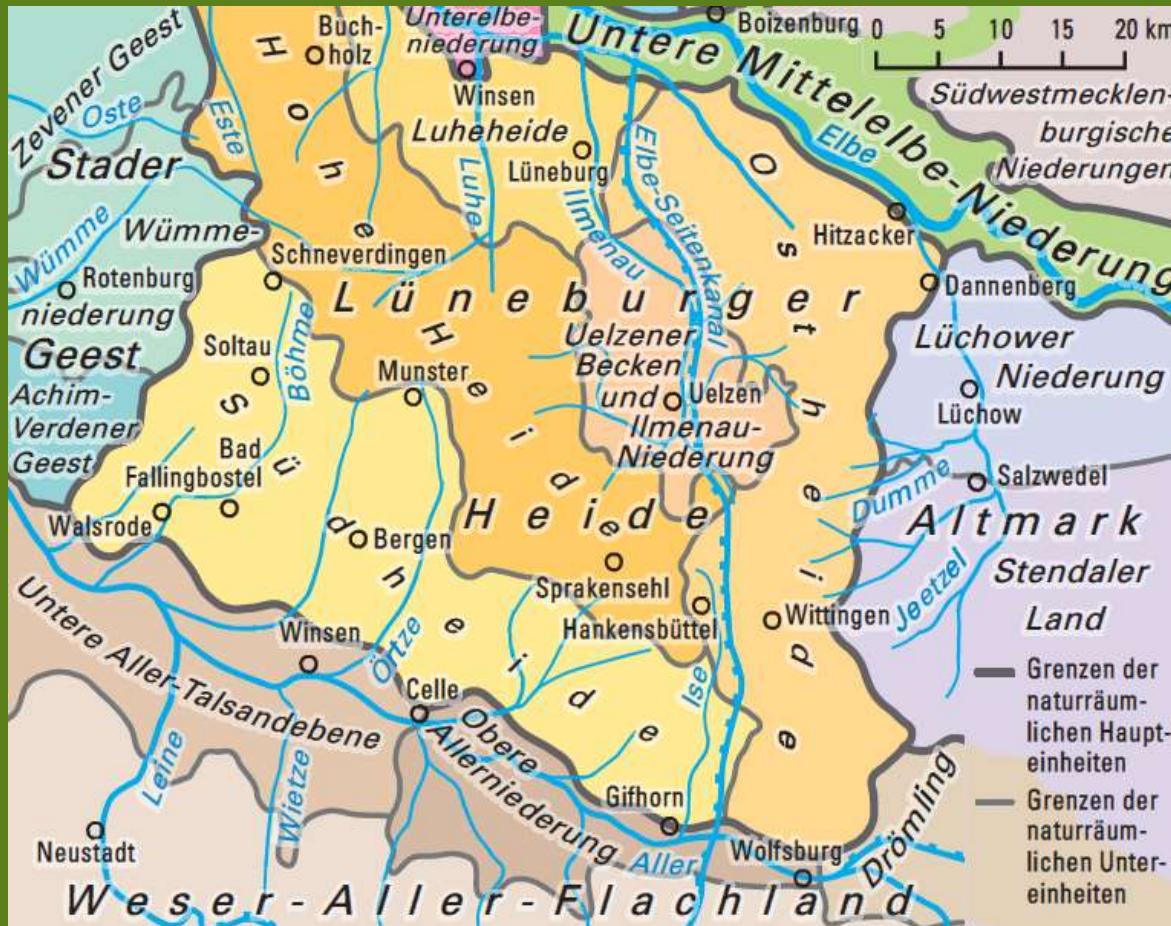 Zevener Geest
Oste
Stader
Wümme
Wümme-
Rotenburg
niederung
Geest
Achim-
Verdener
Geest
Este
Hohe
Heide
Buch-
holz
Unterelbe-
niederung
Winsen
Luheheide
Lüneburg
Luhe
Ilmenau
Elbe-Seitenkanal
Boizenburg
0 5 10 15 20 km
Untere Mittelelbe-Niederung
Elbe
Südwestmecklen-
burgische
Niederungen
Hitzacker
Dannenberg
Schneverdingen
Lüneburger
Heide
Ostheide
Soltau
Böhme
Munster
Südheide
Uelzener
Becken
und
Ilmenau-
Niederung
Uelzen
Lüchower
Niederung
Lüchow
Bad
Fallingbostel
Walsrode
Bergen
Dumme
Salzwedel
Altmark
Stendaler
Land
Jeetzel
Sprakensehl
Hankensbüttel
Wittingen
Untere Aller-Talsandebene
Winsen
Örtze
Celle
Ise
Obere
Allerniederung
Leine
Wietze
Gifhorn
Aller
Wolfsburg
Drömling
Neustadt
Weser-Aller-Flachland
Grenzen der
naturräum-
lichen Haupt-
einheiten
Grenzen der
naturräum-
lichen Unter-
einheiten